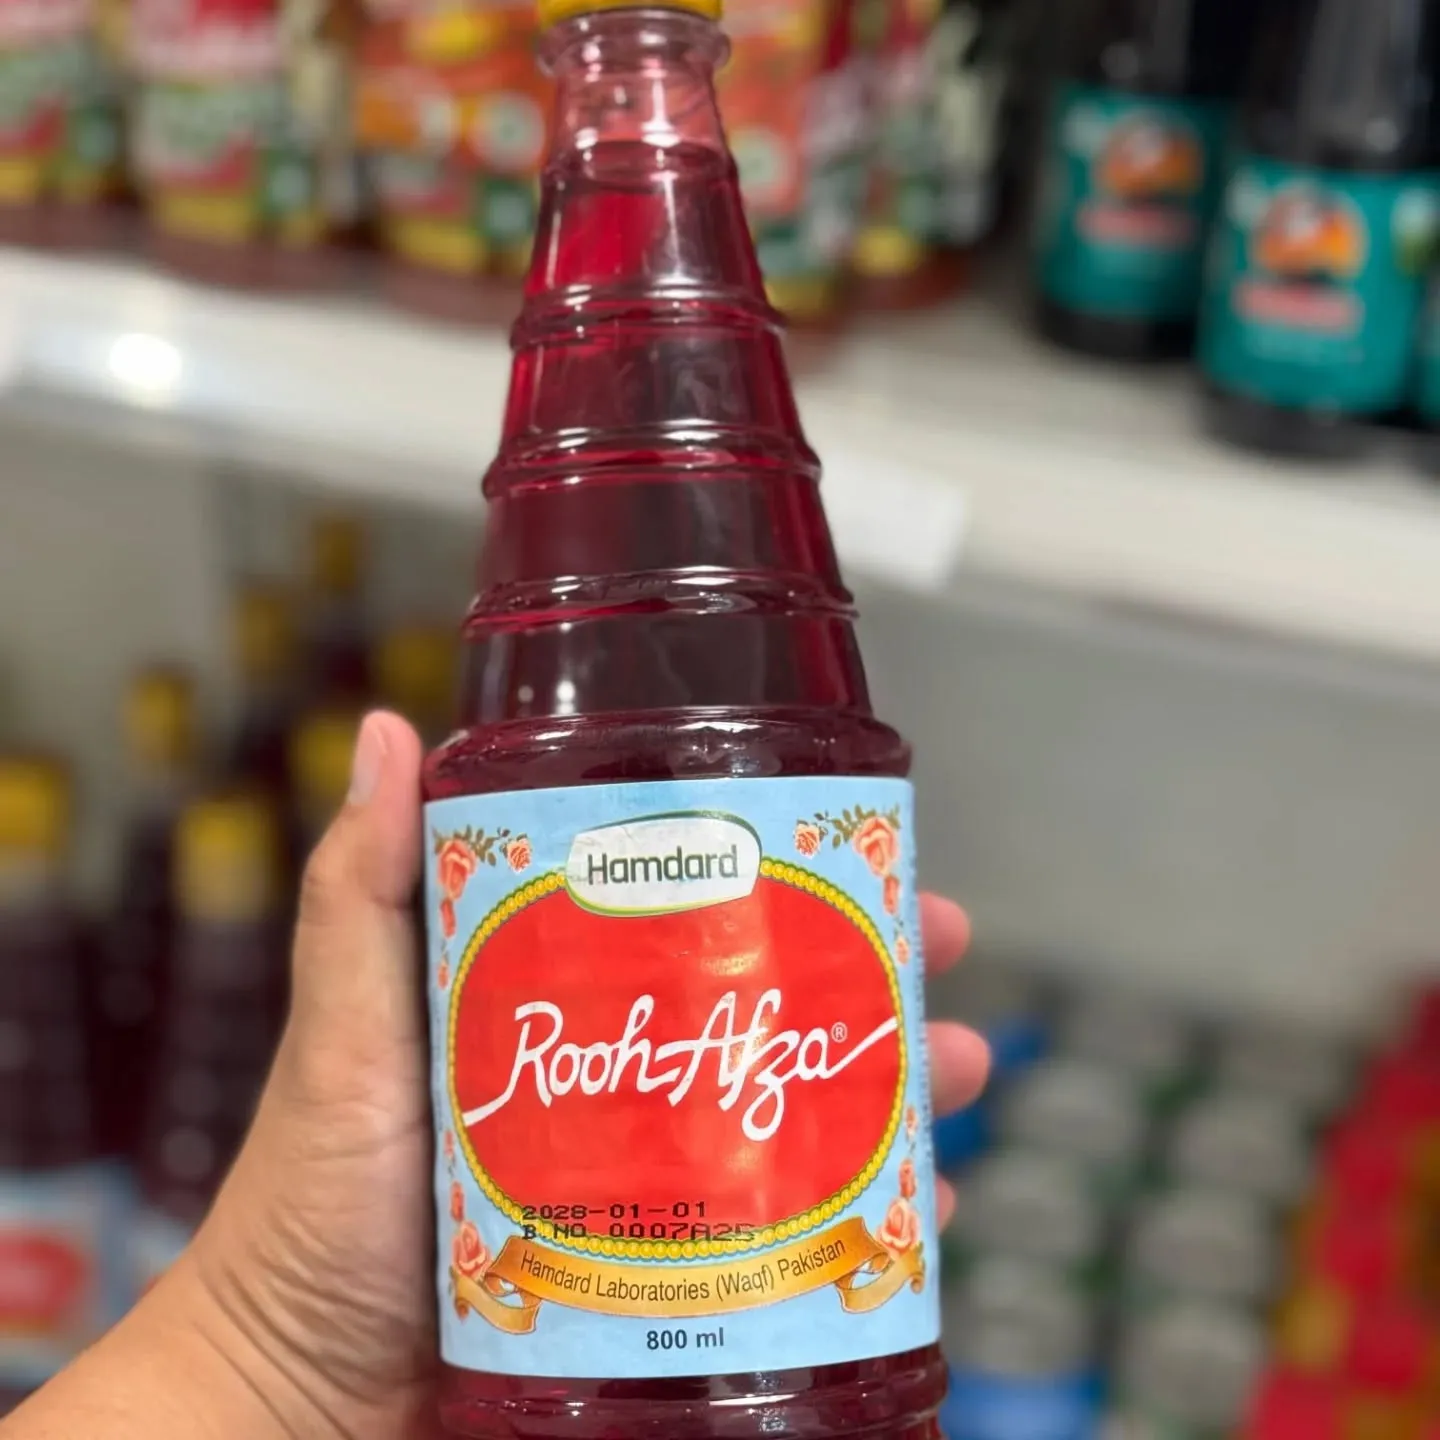 Hamdard
Rooh Afza®
2028-01-01
B NO 0007A25
Hamdard Laboratories (Waqf) Pakistan
800 ml